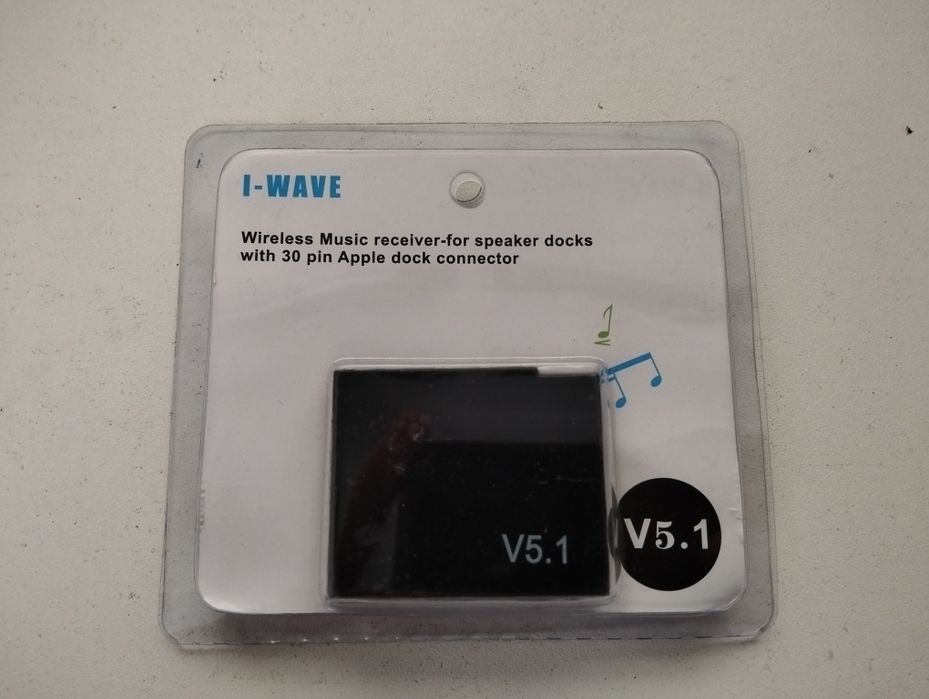 I-WAVE
Wireless Music receiver-for speaker docks
with 30 pin Apple dock connector
V5.1
V5.1